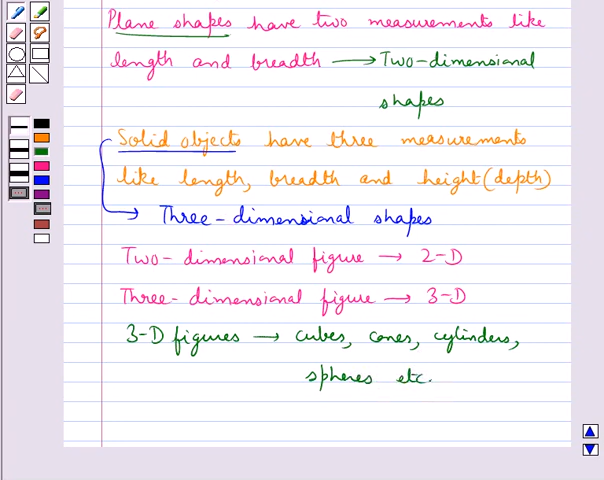 Plane shapes have two measurements like
length and breadth → Two-dimensional
shapes
Solid objects have three measurements
like length, breadth and height (depth)
→ Three-dimensional shapes
Two-dimensional figure → 2-D
Three-dimensional figure → 3-D
3-D figures → cubes, cones, cylinders,
spheres etc.